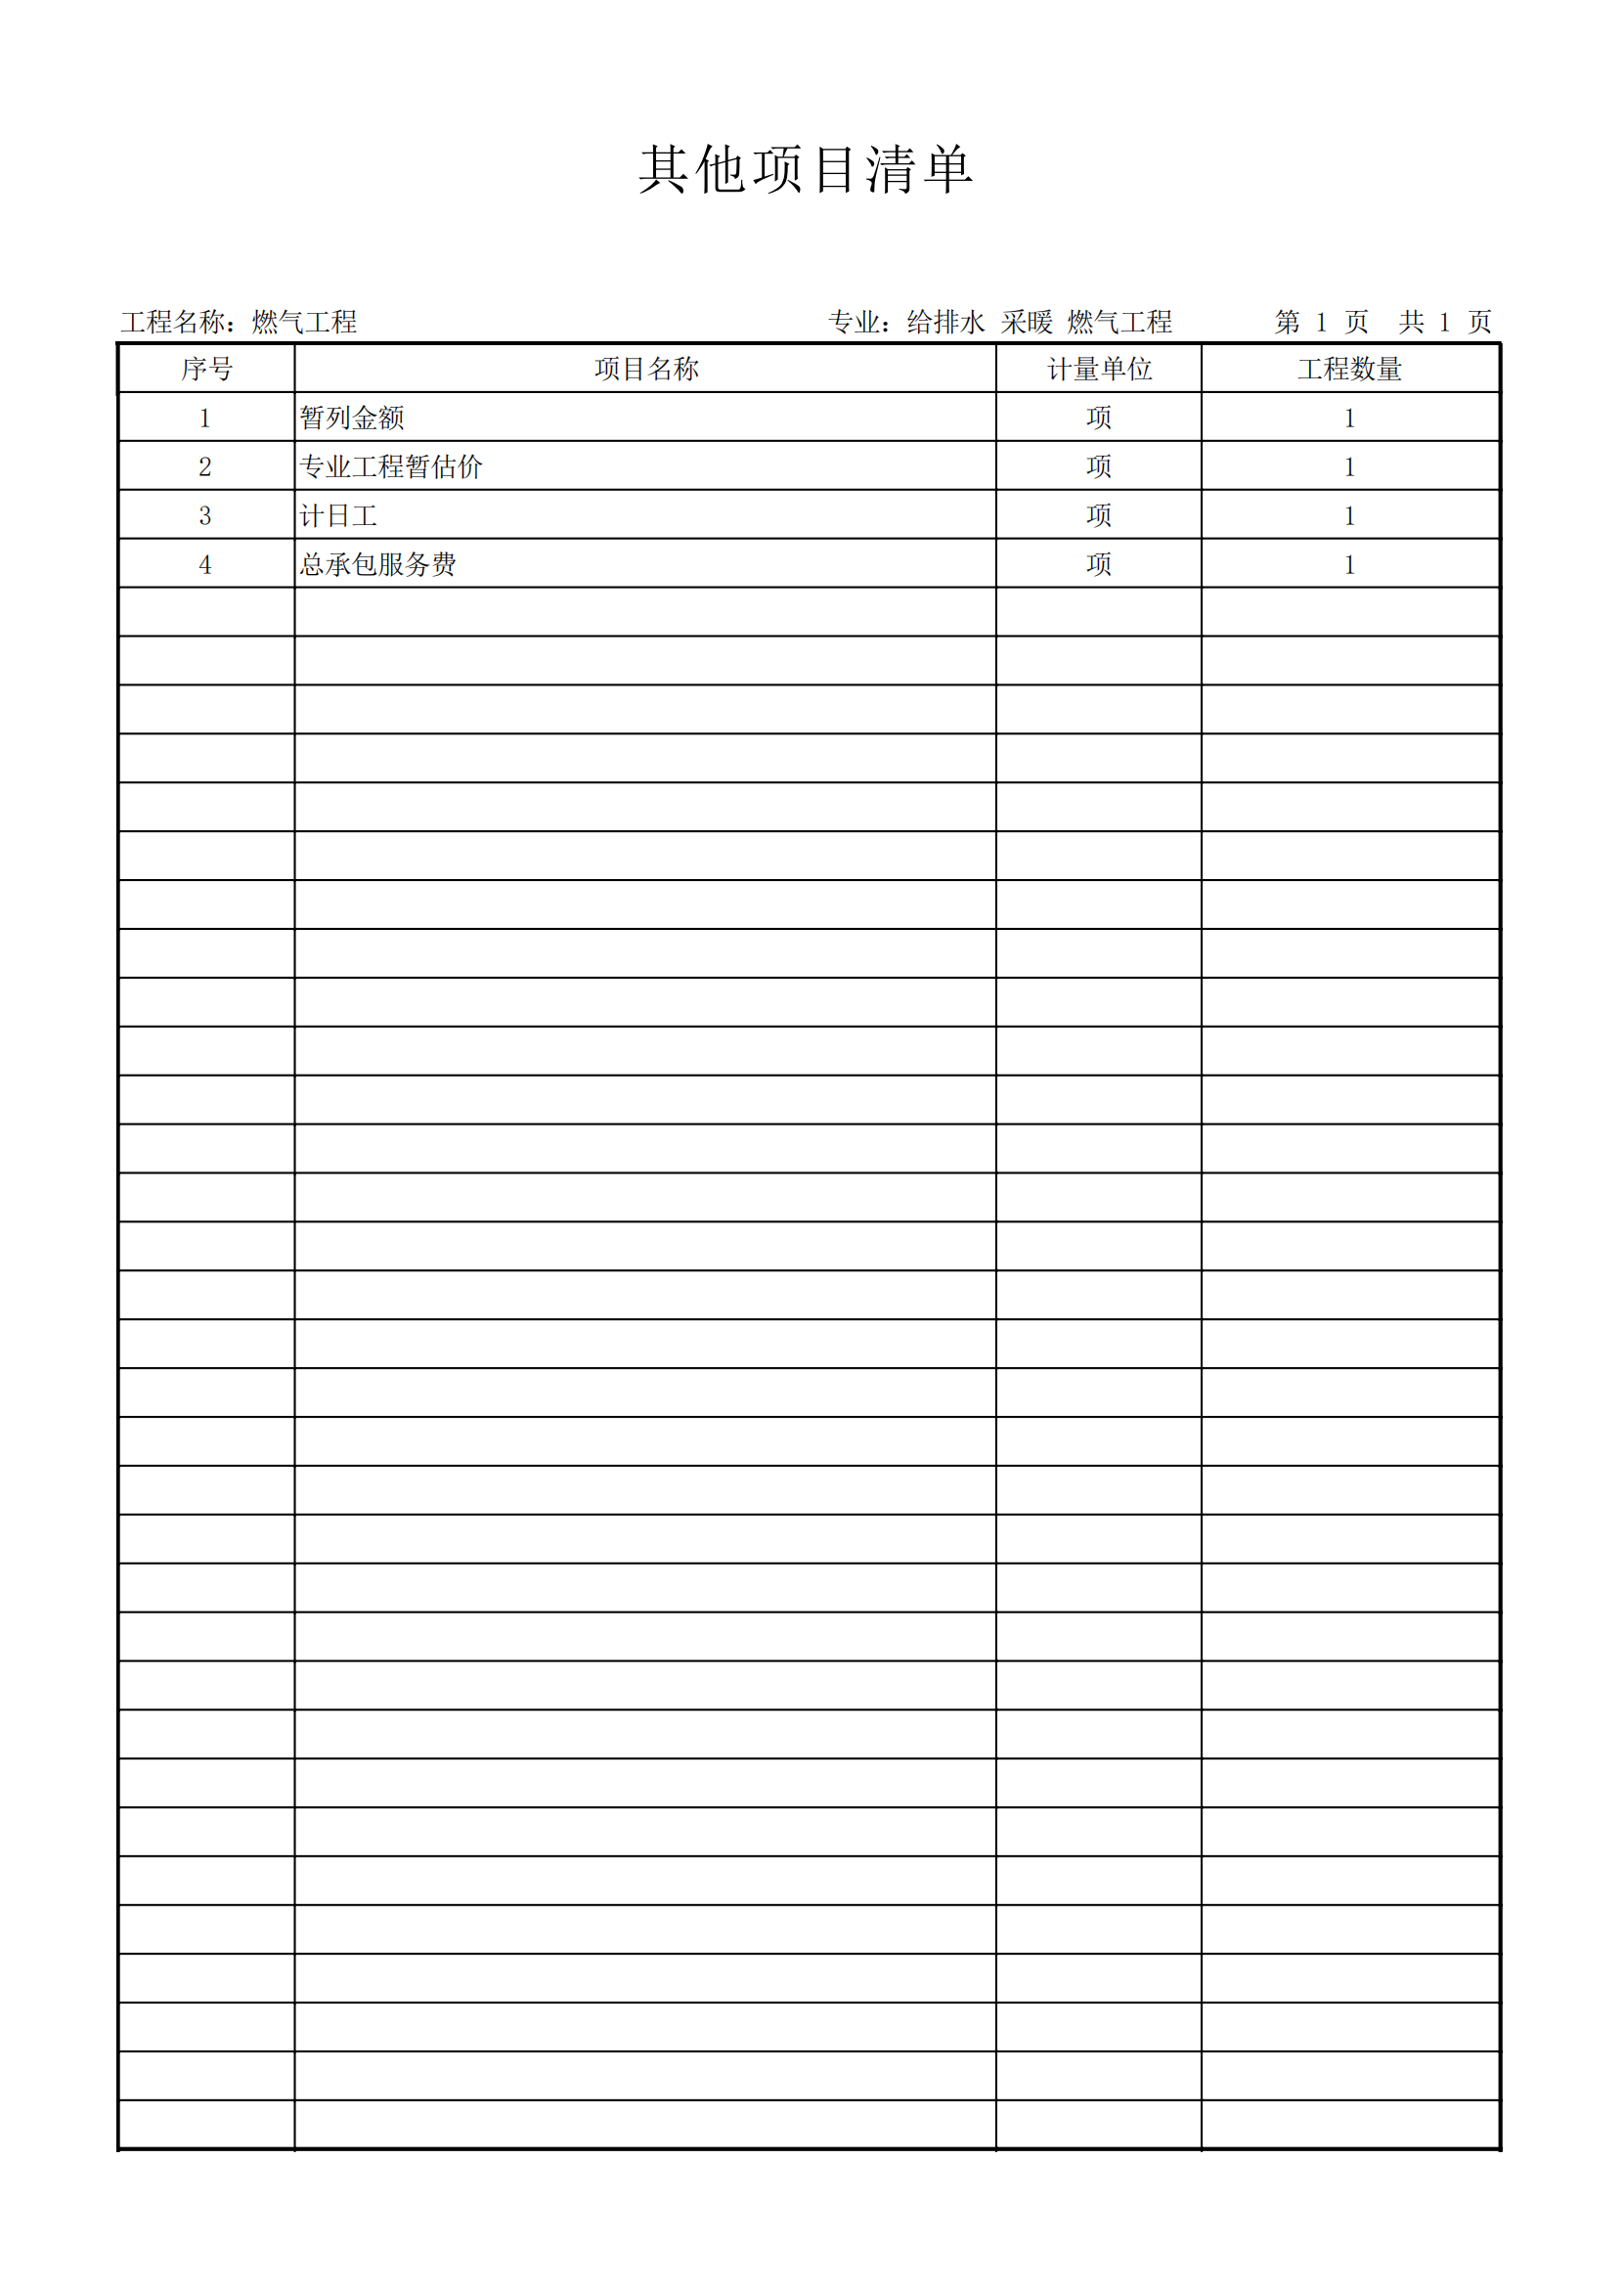 其他项目清单
工程名称：燃气工程 专业：给排水 采暖 燃气工程 第 1 页 共 1 页
序号 项目名称 计量单位 工程数量
1 暂列金额 项 1
2 专业工程暂估价 项 1
3 计日工 项 1
4 总承包服务费 项 1